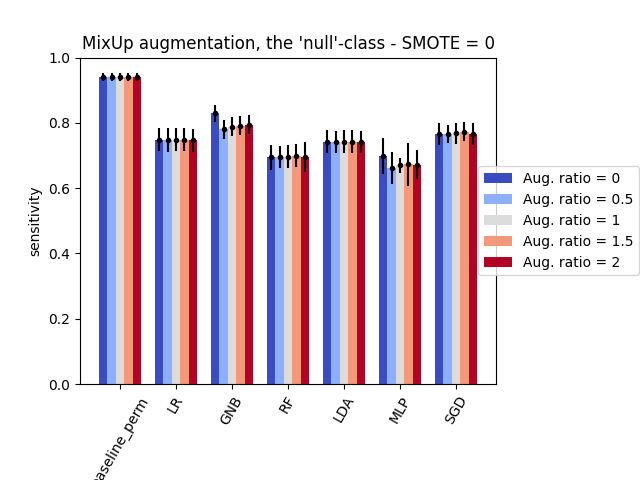 MixUp augmentation, the 'null'-class - SMOTE = 0
sensitivity
1.0
0.8
0.6
0.4
0.2
0.0
Aug. ratio = 0
Aug. ratio = 0.5
Aug. ratio = 1
Aug. ratio = 1.5
Aug. ratio = 2
aseline_perm
LR
GNB
RF
LDA
MLP
SGD